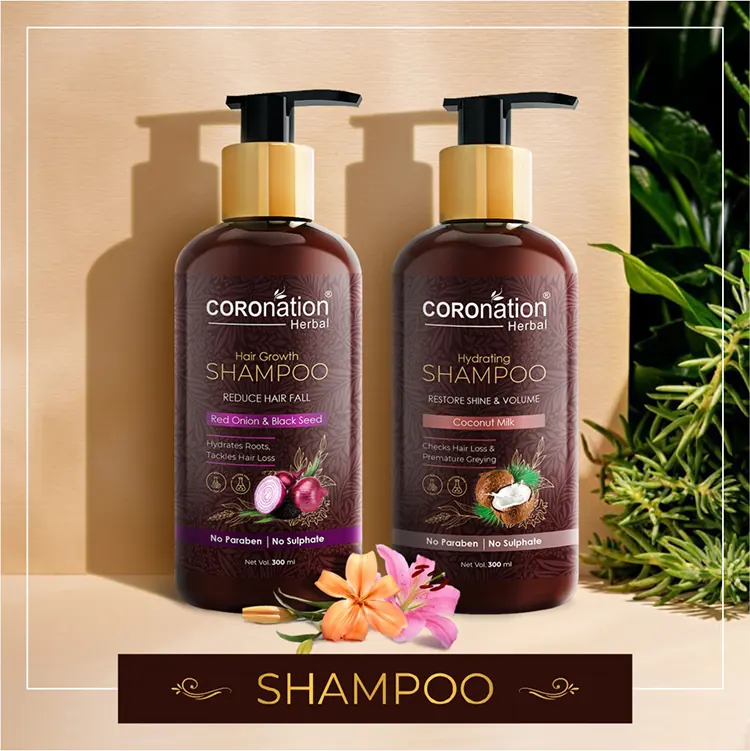 CORONation®
Herbal
Hair Growth
SHAMPOO
REDUCE HAIR FALL
Red Onion & Black Seed
Hydrates Roots,
Tackles Hair Loss
No Paraben | No Sulphate
Net Vol. 300 ml
CORONation®
Herbal
Hydrating
SHAMPOO
RESTORE SHINE & VOLUME
Coconut Milk
Checks Hair Loss &
Premature Greying
No Paraben | No Sulphate
Net Vol. 300 ml
SHAMPOO